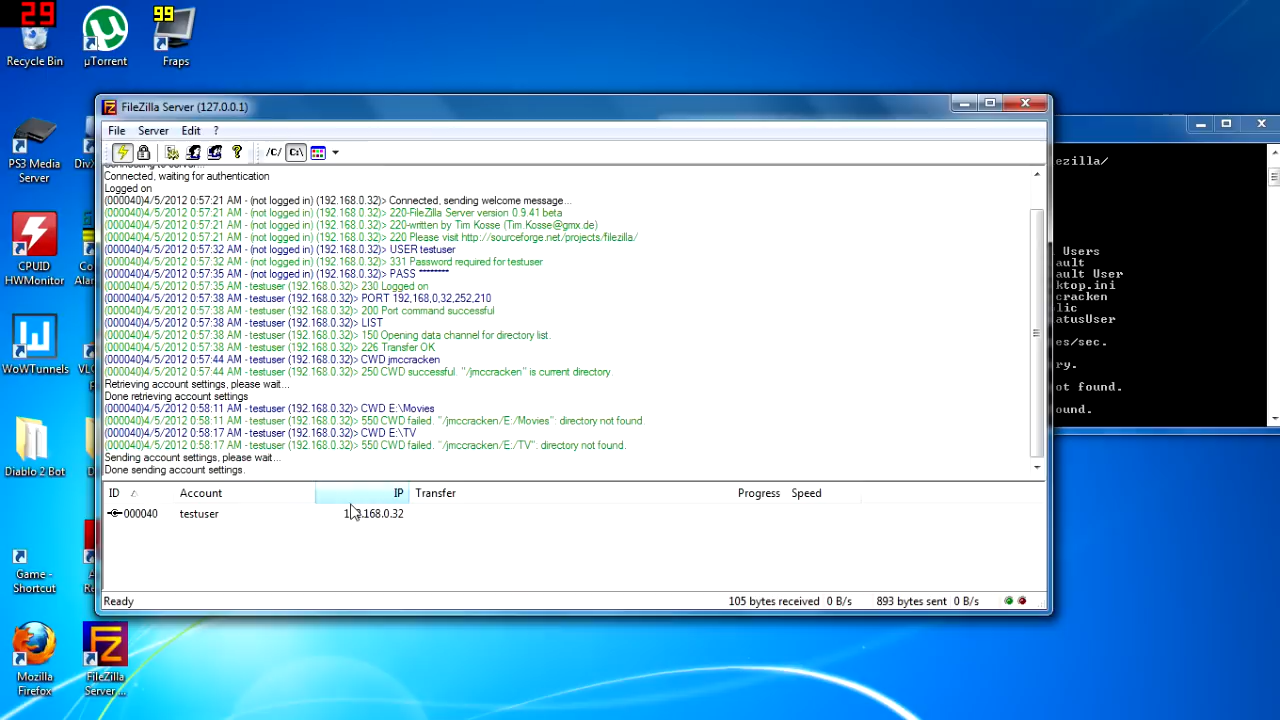 29
99
Recycle Bin
µTorrent
Fraps
FileZilla Server (127.0.0.1)
File Server Edit ?
/C/ C:\
PS3 Media
Server
DivX
Connected, waiting for authentication
Logged on
(000040)4/5/2012 0:57:21 AM - (not logged in) (192.168.0.32)> Connected, sending welcome message...
(000040)4/5/2012 0:57:21 AM - (not logged in) (192.168.0.32)> 220-FileZilla Server version 0.9.41 beta
(000040)4/5/2012 0:57:21 AM - (not logged in) (192.168.0.32)> 220-written by Tim Kosse (Tim.Kosse@gmx.de)
(000040)4/5/2012 0:57:21 AM - (not logged in) (192.168.0.32)> 220 Please visit http://sourceforge.net/projects/filezilla/
(000040)4/5/2012 0:57:32 AM - (not logged in) (192.168.0.32)> USER testuser
(000040)4/5/2012 0:57:32 AM - (not logged in) (192.168.0.32)> 331 Password required for testuser
(000040)4/5/2012 0:57:35 AM - (not logged in) (192.168.0.32)> PASS ********
(000040)4/5/2012 0:57:35 AM - testuser (192.168.0.32)> 230 Logged on
(000040)4/5/2012 0:57:38 AM - testuser (192.168.0.32)> PORT 192,168,0,32,252,210
(000040)4/5/2012 0:57:38 AM - testuser (192.168.0.32)> 200 Port command successful
(000040)4/5/2012 0:57:38 AM - testuser (192.168.0.32)> LIST
(000040)4/5/2012 0:57:38 AM - testuser (192.168.0.32)> 150 Opening data channel for directory list.
(000040)4/5/2012 0:57:38 AM - testuser (192.168.0.32)> 226 Transfer OK
(000040)4/5/2012 0:57:44 AM - testuser (192.168.0.32)> CWD jmccracken
(000040)4/5/2012 0:57:44 AM - testuser (192.168.0.32)> 250 CWD successful. "/jmccracken" is current directory.
Retrieving account settings, please wait...
Done retrieving account settings
(000040)4/5/2012 0:58:11 AM - testuser (192.168.0.32)> CWD E:\Movies
(000040)4/5/2012 0:58:11 AM - testuser (192.168.0.32)> 550 CWD failed. "/jmccracken/E:/Movies": directory not found.
(000040)4/5/2012 0:58:17 AM - testuser (192.168.0.32)> CWD E:\TV
(000040)4/5/2012 0:58:17 AM - testuser (192.168.0.32)> 550 CWD failed. "/jmccracken/E:/TV": directory not found.
Sending account settings, please wait...
Done sending account settings.
ID Account IP Transfer Progress Speed
000040 testuser .168.0.32
Ready 105 bytes received 0 B/s 893 bytes sent 0 B/s
ezilla/
Users
ault
ault User
ktop.ini
cracken
lic
atusUser
es/sec.
ry.
ot found.
ound.
CPUID
HWMonitor
WoWTunnels
Diablo 2 Bot
Game -
Shortcut
Mozilla
Firefox
FileZilla
Server ...